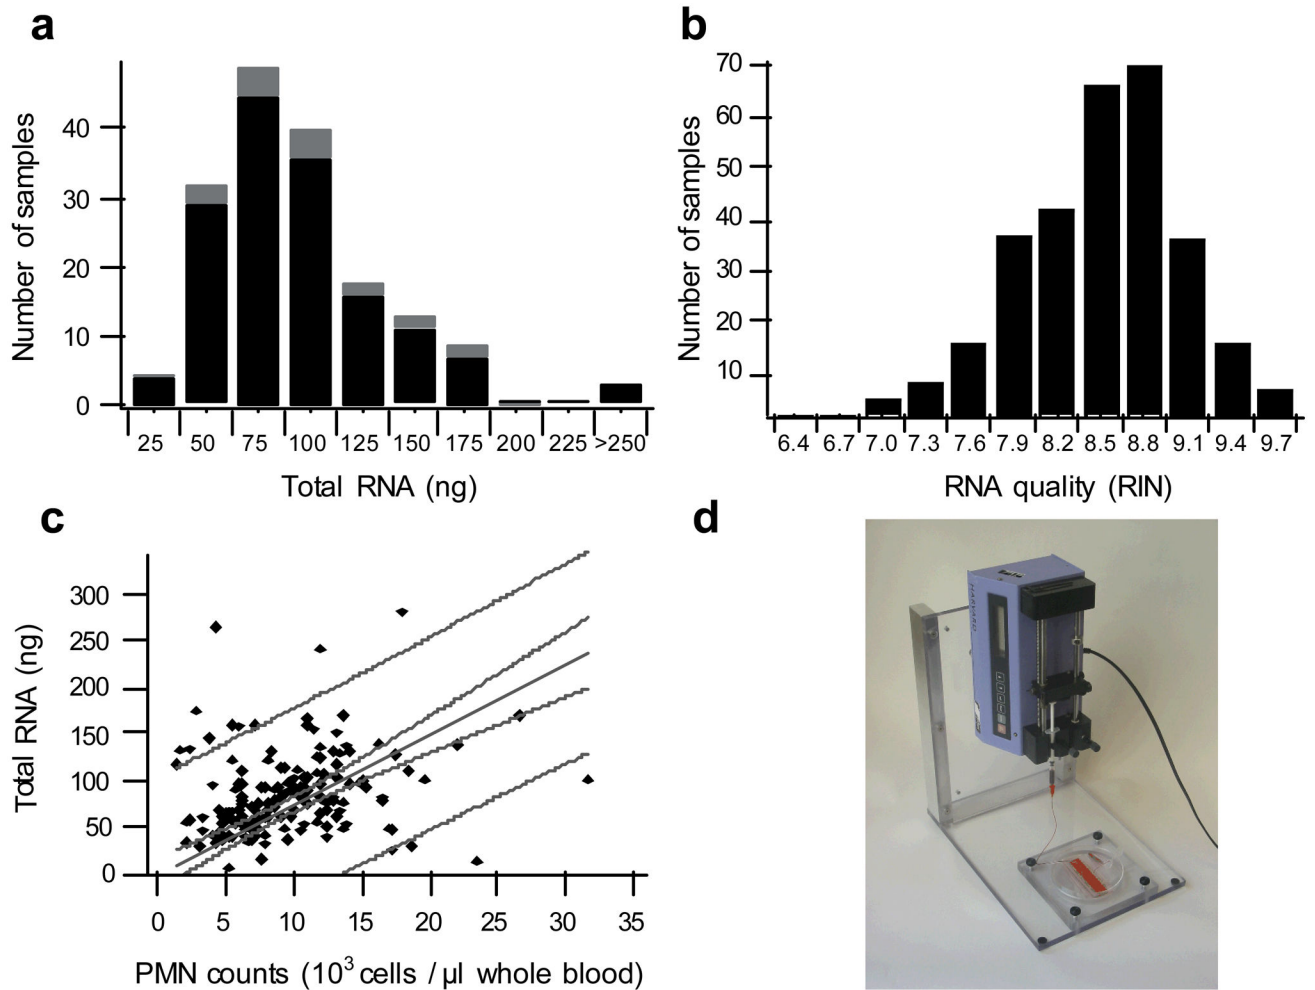 a
Number of samples
40
30
20
10
0
25 50 75 100 125 150 175 200 225 >250
Total RNA (ng)
b
Number of samples
70
60
50
40
30
20
10
6.4 6.7 7.0 7.3 7.6 7.9 8.2 8.5 8.8 9.1 9.4 9.7
RNA quality (RIN)
c
Total RNA (ng)
300
250
200
150
100
50
0
0 5 10 15 20 25 30 35
PMN counts (10³ cells / µl whole blood)
d
HARVARD